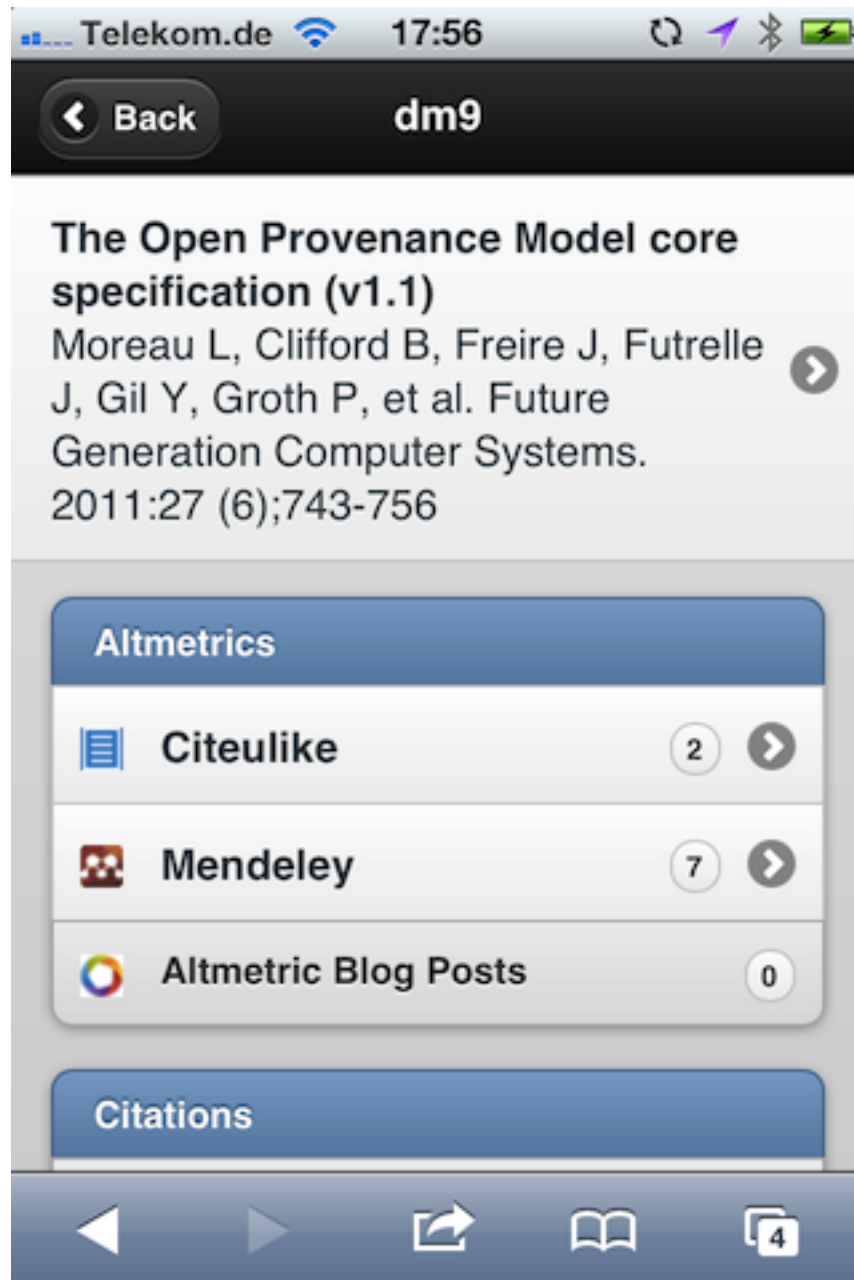 Telekom.de 17:56
Back dm9
The Open Provenance Model core
specification (v1.1)
Moreau L, Clifford B, Freire J, Futrelle
J, Gil Y, Groth P, et al. Future
Generation Computer Systems.
2011:27 (6);743-756
Altmetrics
Citeulike 2
Mendeley 7
Altmetric Blog Posts 0
Citations
4